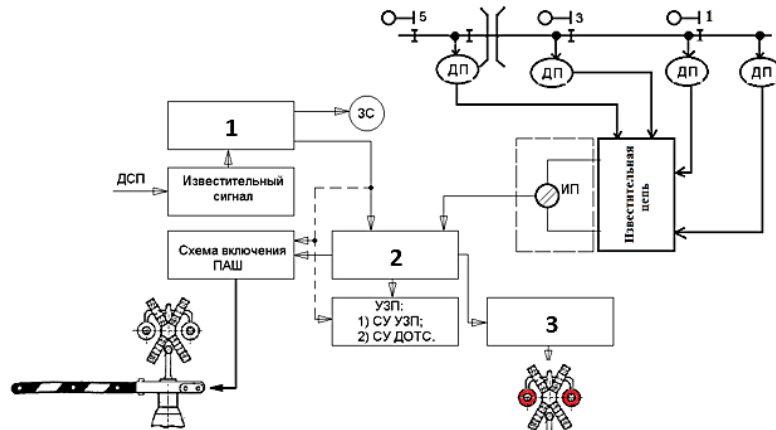 5
3
1
ДП
ДП
ДП
ДП
1
ЗС
ДСП
Известительный
сигнал
ИП
Известительная
цепь
Схема включения
ПАШ
2
УЗП:
1) СУ УЗП;
2) СУ ДОТС.
3